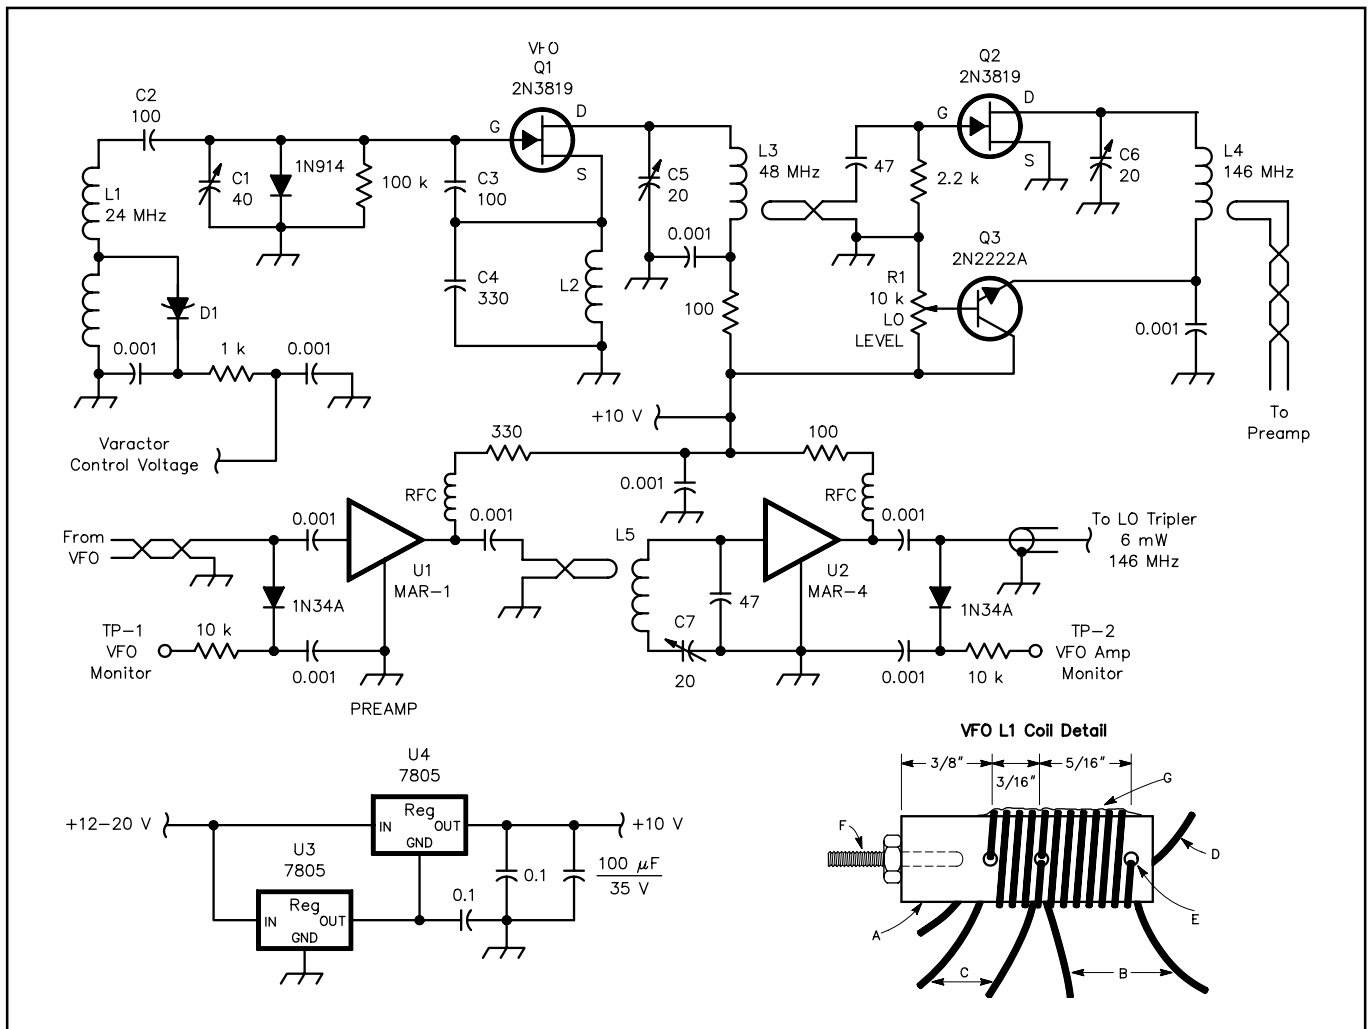 VFO
Q1
2N3819
G
D
S
C2
100
L1
24 MHz
C1
40
1N914
100 k
C3
100
C4
330
L2
C5
20
L3
48 MHz
0.001
100
Q2
2N3819
G
D
S
47
2.2 k
C6
20
L4
146 MHz
Q3
2N2222A
R1
10 k
LO
LEVEL
0.001
To
Preamp
D1
0.001
1 k
0.001
Varactor
Control Voltage
+10 V
330
100
RFC
0.001
RFC
From
VFO
0.001
U1
MAR-1
0.001
L5
47
U2
MAR-4
0.001
To LO Tripler
6 mW
146 MHz
1N34A
1N34A
TP-1
VFO
Monitor
10 k
0.001
PREAMP
C7
20
0.001
10 k
TP-2
VFO Amp
Monitor
U4
7805
Reg
IN
OUT
GND
+12-20 V
+10 V
U3
7805
Reg
IN
OUT
GND
0.1
0.1
100 µF
35 V
VFO L1 Coil Detail
3/8"
3/16"
5/16"
G
F
D
A
E
C
B